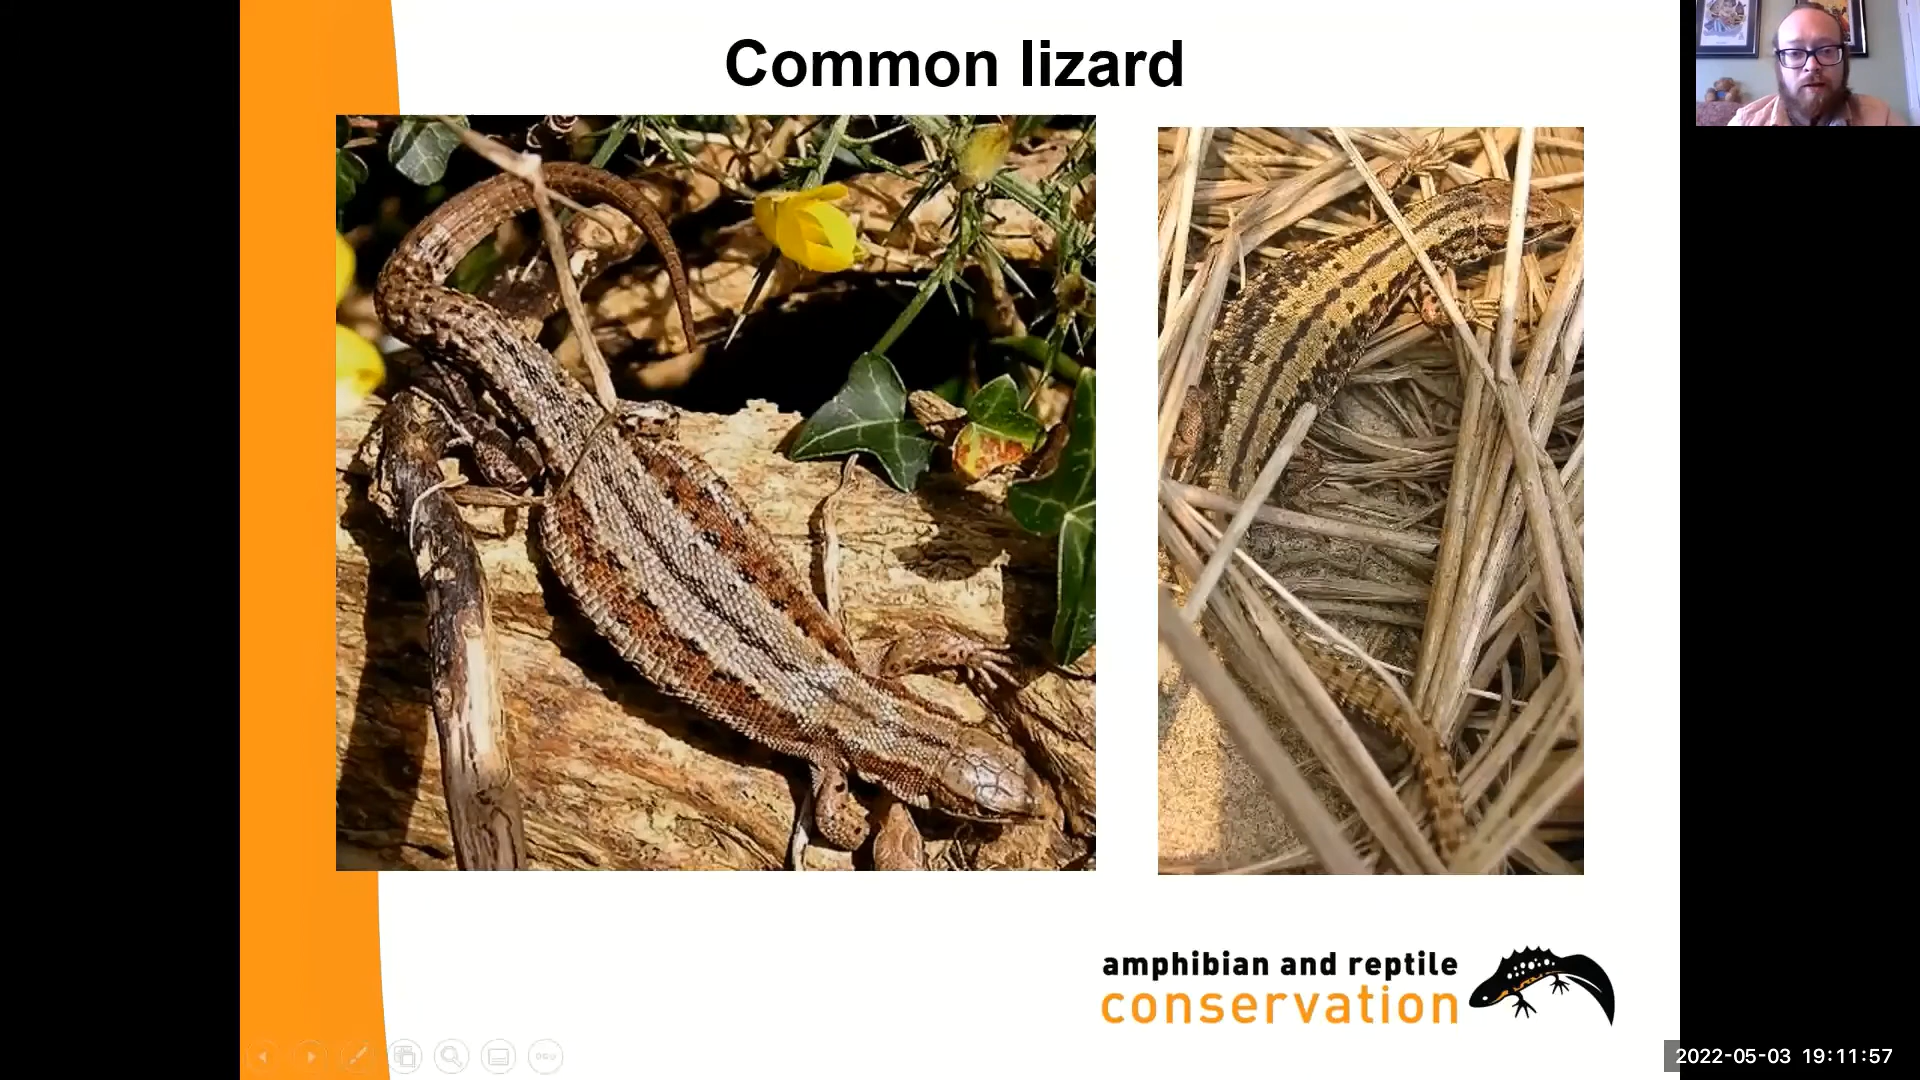 Common lizard
amphibian and reptile
conservation
2022-05-03 19:11:57